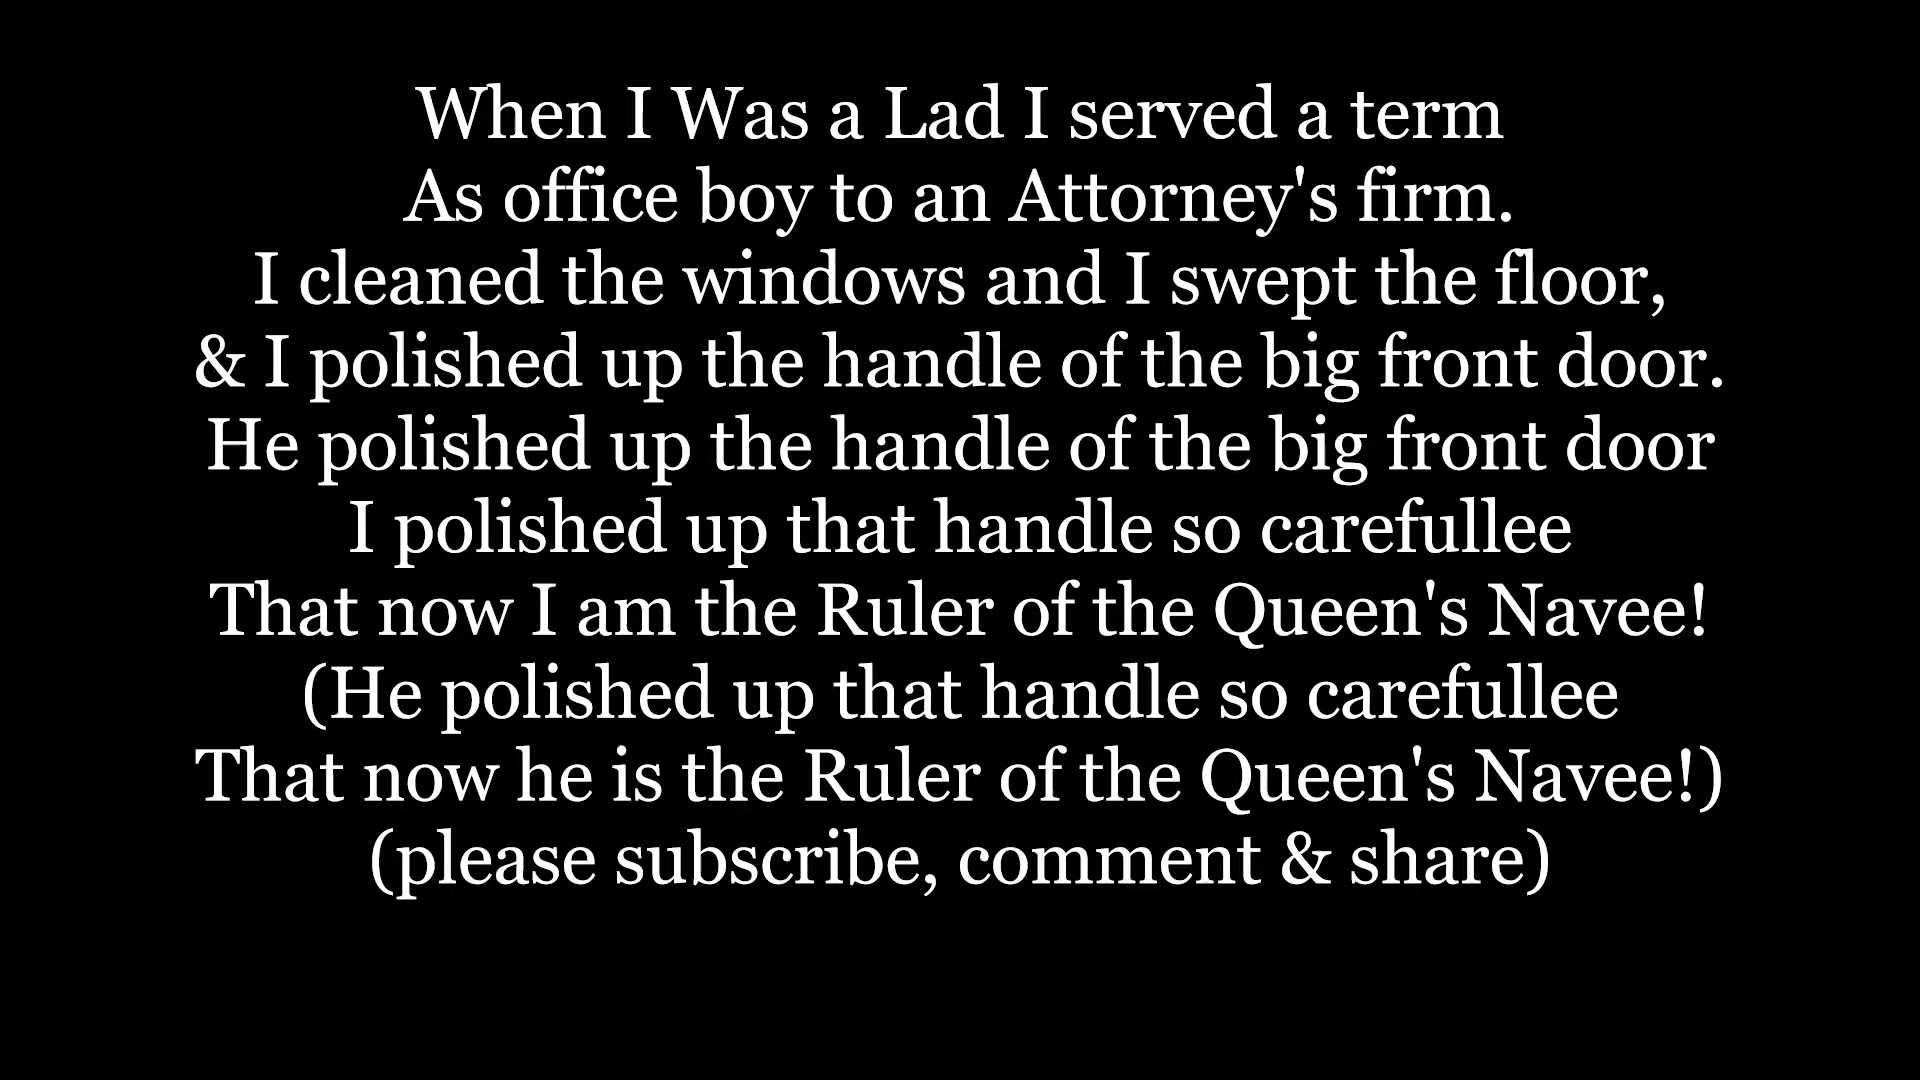 When I Was a Lad I served a term
As office boy to an Attorney's firm.
I cleaned the windows and I swept the floor,
& I polished up the handle of the big front door.
He polished up the handle of the big front door
I polished up that handle so carefullee
That now I am the Ruler of the Queen's Navee!
(He polished up that handle so carefullee
That now he is the Ruler of the Queen's Navee!)
(please subscribe, comment & share)